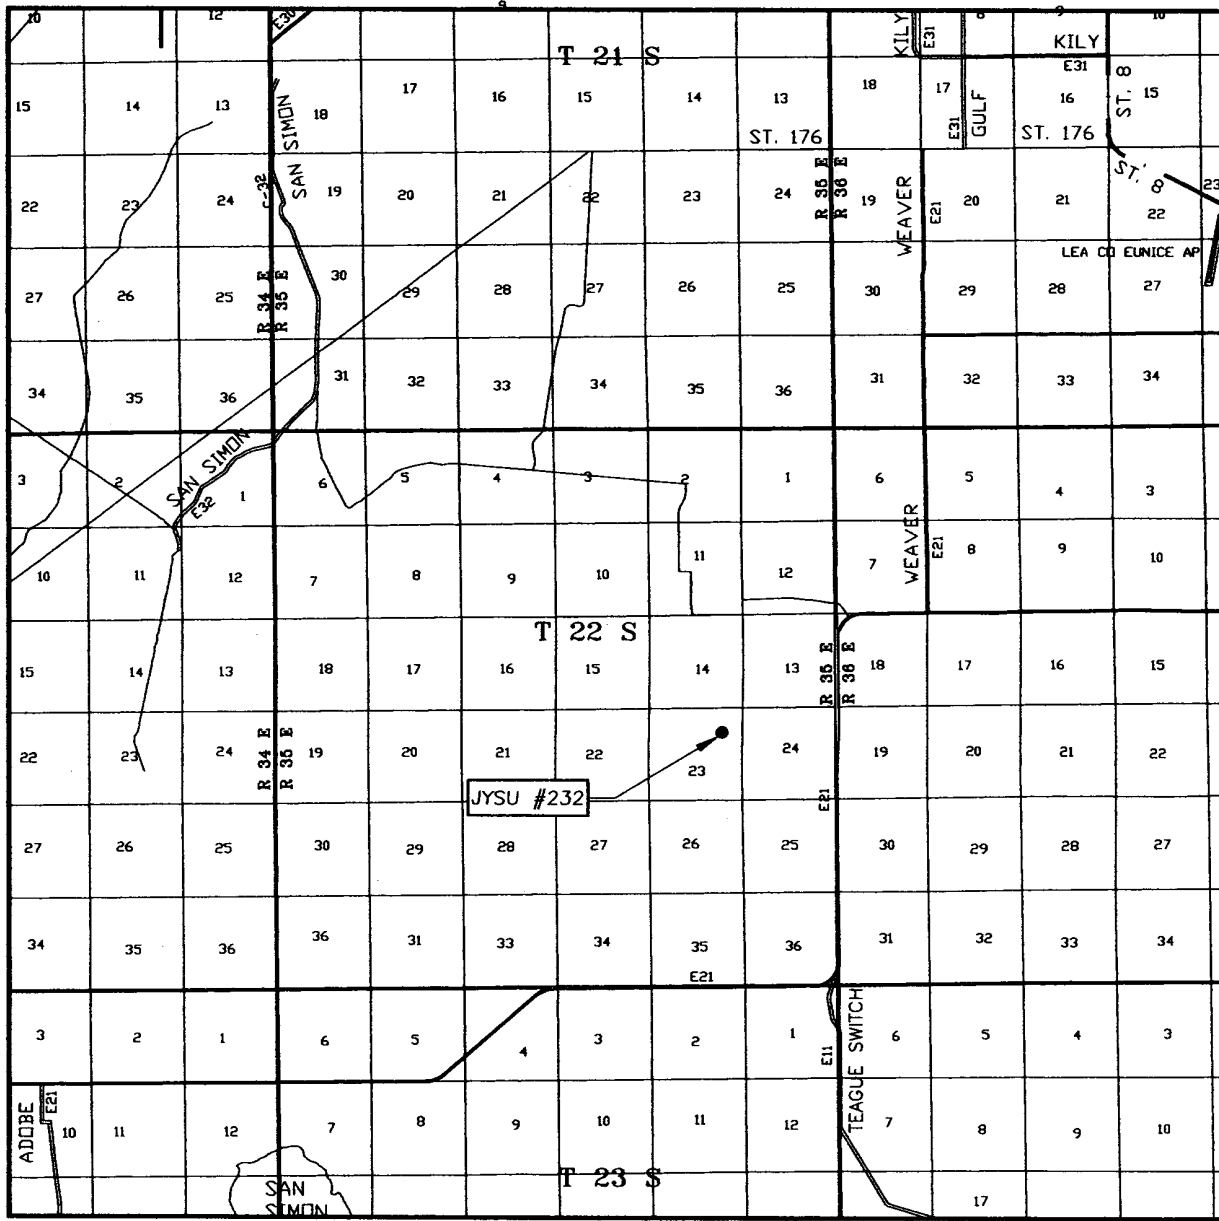 10 12 E30 9 KILY E31 8 9 10
T 21 S KILY
E31
15 14 13 18 17 16 15 14 13 18 17 16 ST. 8 15
SAN SIMON E31 GULF
ST. 176 ST. 176
ST. 8
22 23 24 C-32 19 20 21 22 23 24 R 35 E R 36 E 19 WEAVER E21 20 21 22 23
LEA CO EUNICE AP
27 26 25 R 34 E R 35 E 30 29 28 27 26 25 30 29 28 27
34 35 36 31 32 33 34 35 36 31 32 33 34
SAN SIMON
E32
3 2 1 6 5 4 3 2 1 6 5 4 3
WEAVER E21
10 11 12 7 8 9 10 11 12 7 8 9 10
T 22 S
15 14 13 18 17 16 15 14 13 R 35 E R 36 E 18 17 16 15
22 23 24 R 34 E R 35 E 19 20 21 22 23 24 19 20 21 22
JYSU #232
E21
27 26 25 30 29 28 27 26 25 30 29 28 27
34 35 36 36 31 33 34 35 36 31 32 33 34
E21
3 2 1 6 5 4 3 2 1 6 5 4 3
E11 TEAGUE SWITCH
ADOBE E21
10 11 12 7 8 9 10 11 12 7 8 9 10
T 23 S
SAN
SIMON
17